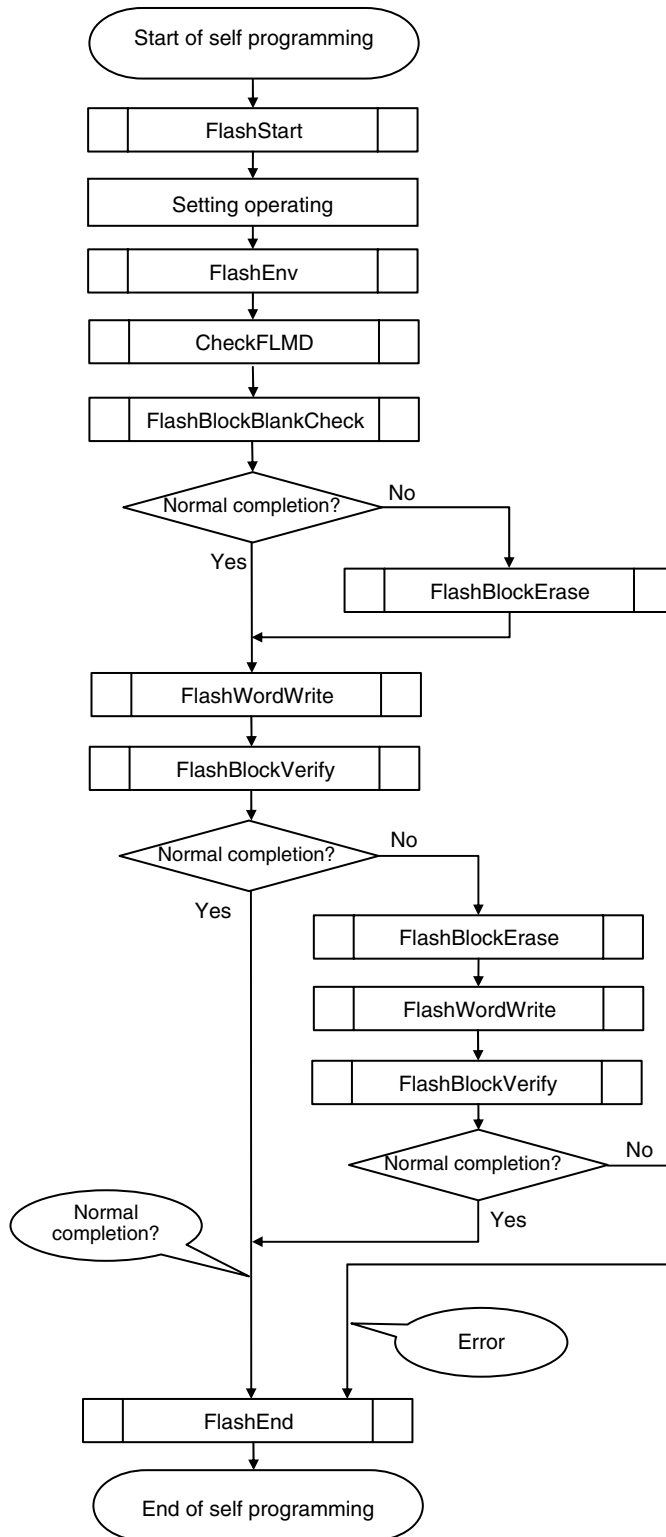 Start of self programming
FlashStart
Setting operating
FlashEnv
CheckFLMD
FlashBlockBlankCheck
Normal completion?
No
Yes
FlashBlockErase
FlashWordWrite
FlashBlockVerify
Normal completion?
No
Yes
FlashBlockErase
FlashWordWrite
FlashBlockVerify
Normal completion?
No
Yes
Normal
completion?
Error
FlashEnd
End of self programming